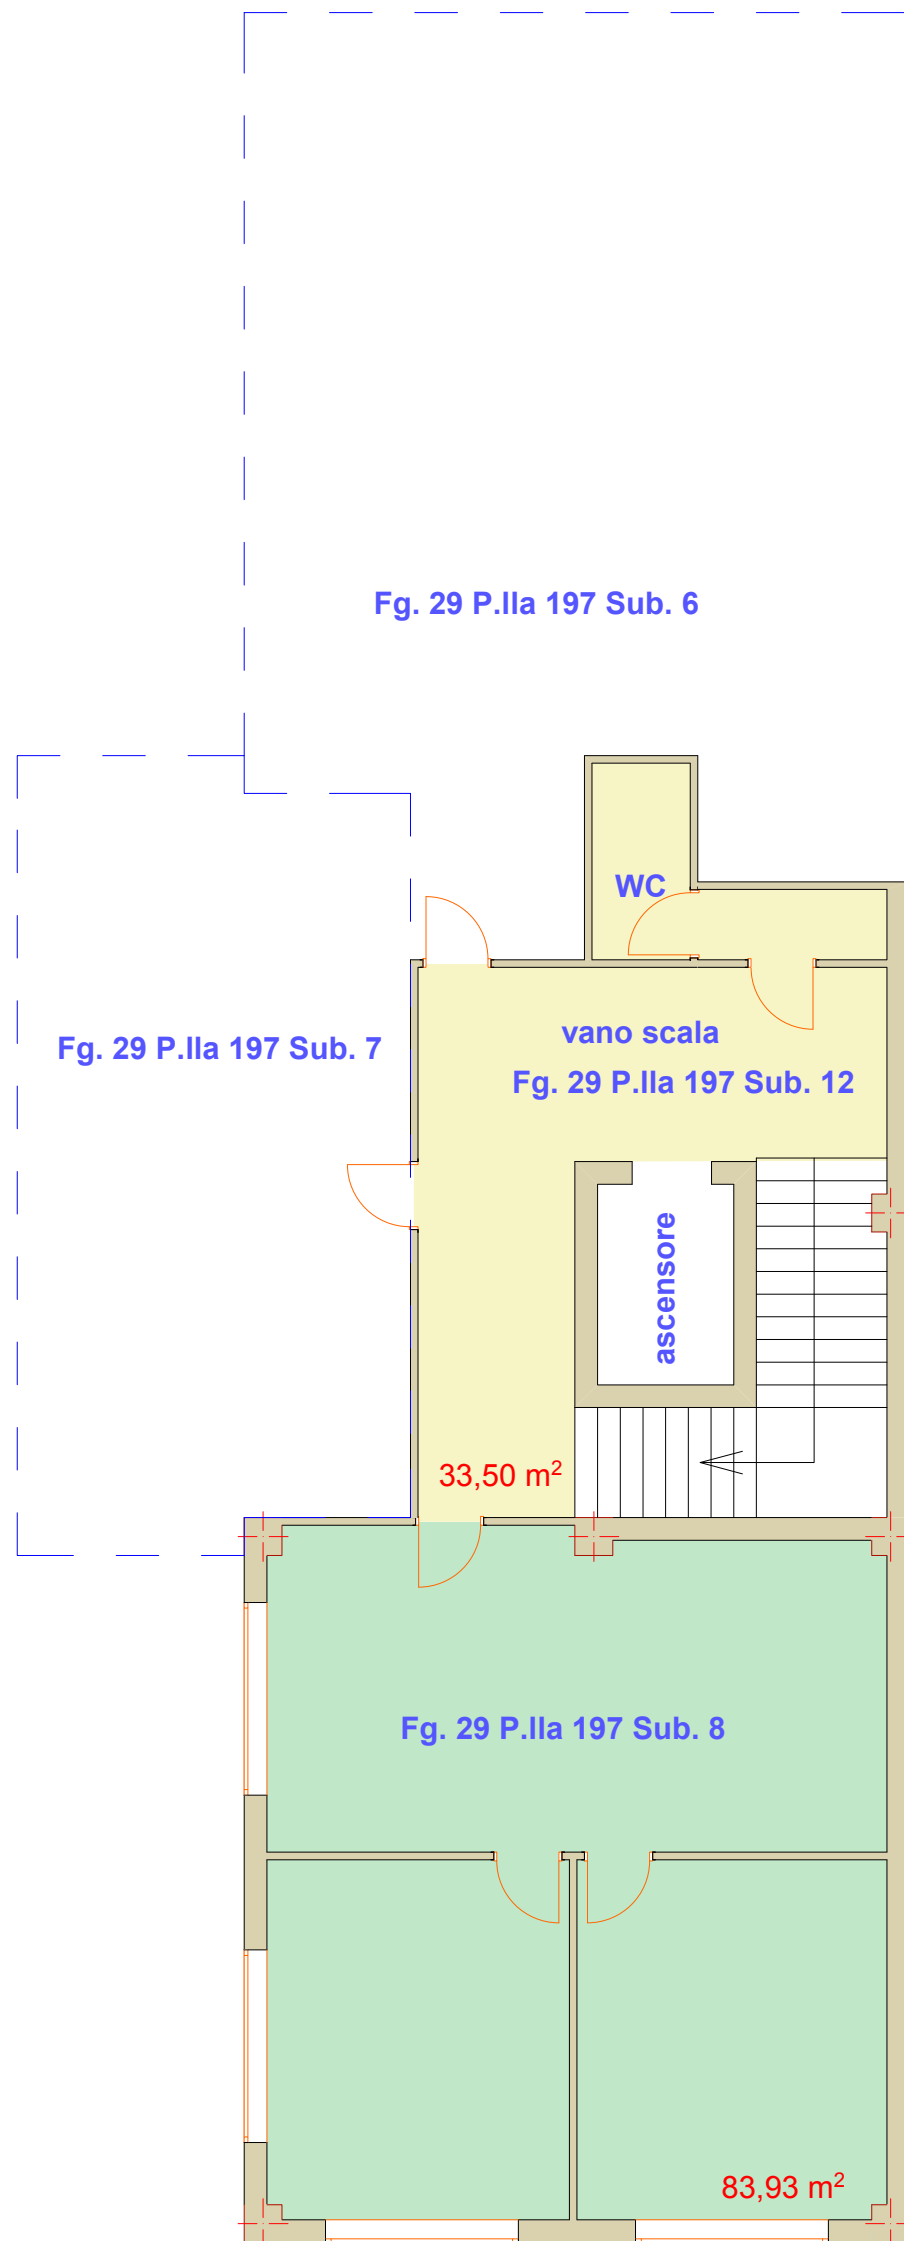 Fg. 29 P.lla 197 Sub. 6
WC
vano scala
Fg. 29 P.lla 197 Sub. 7
Fg. 29 P.lla 197 Sub. 12
ascensore
33,50 m²
Fg. 29 P.lla 197 Sub. 8
83,93 m²